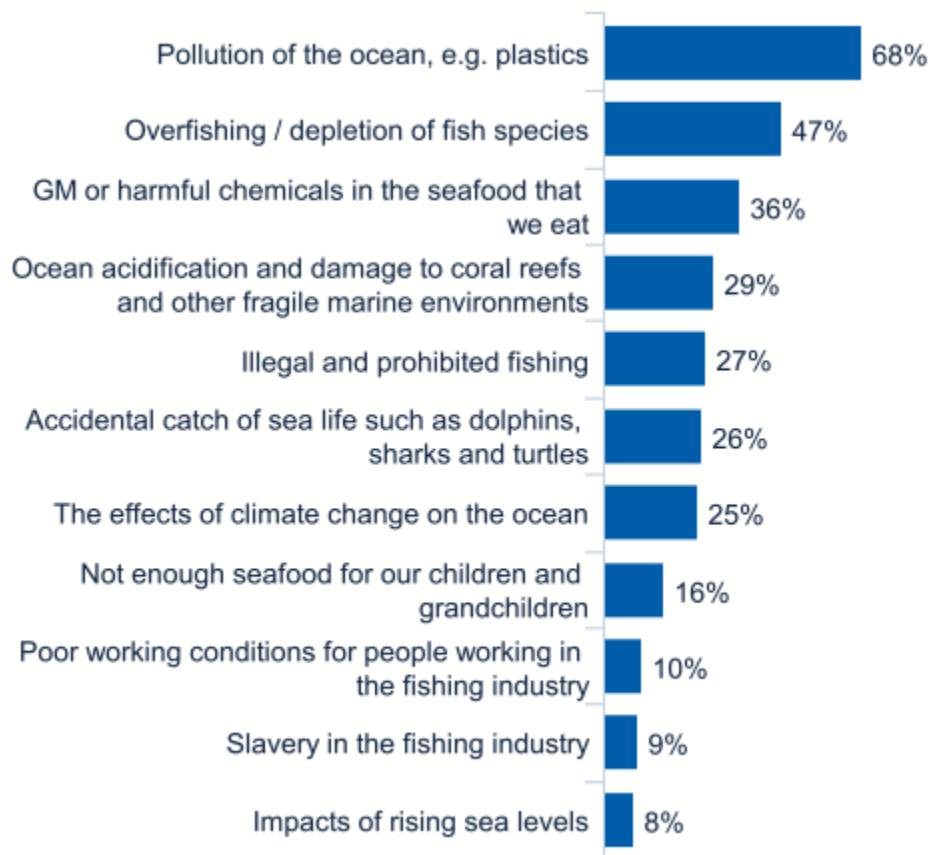 Pollution of the ocean, e.g. plastics 68%
Overfishing / depletion of fish species 47%
GM or harmful chemicals in the seafood that
we eat 36%
Ocean acidification and damage to coral reefs
and other fragile marine environments 29%
Illegal and prohibited fishing 27%
Accidental catch of sea life such as dolphins,
sharks and turtles 26%
The effects of climate change on the ocean 25%
Not enough seafood for our children and
grandchildren 16%
Poor working conditions for people working in
the fishing industry 10%
Slavery in the fishing industry 9%
Impacts of rising sea levels 8%